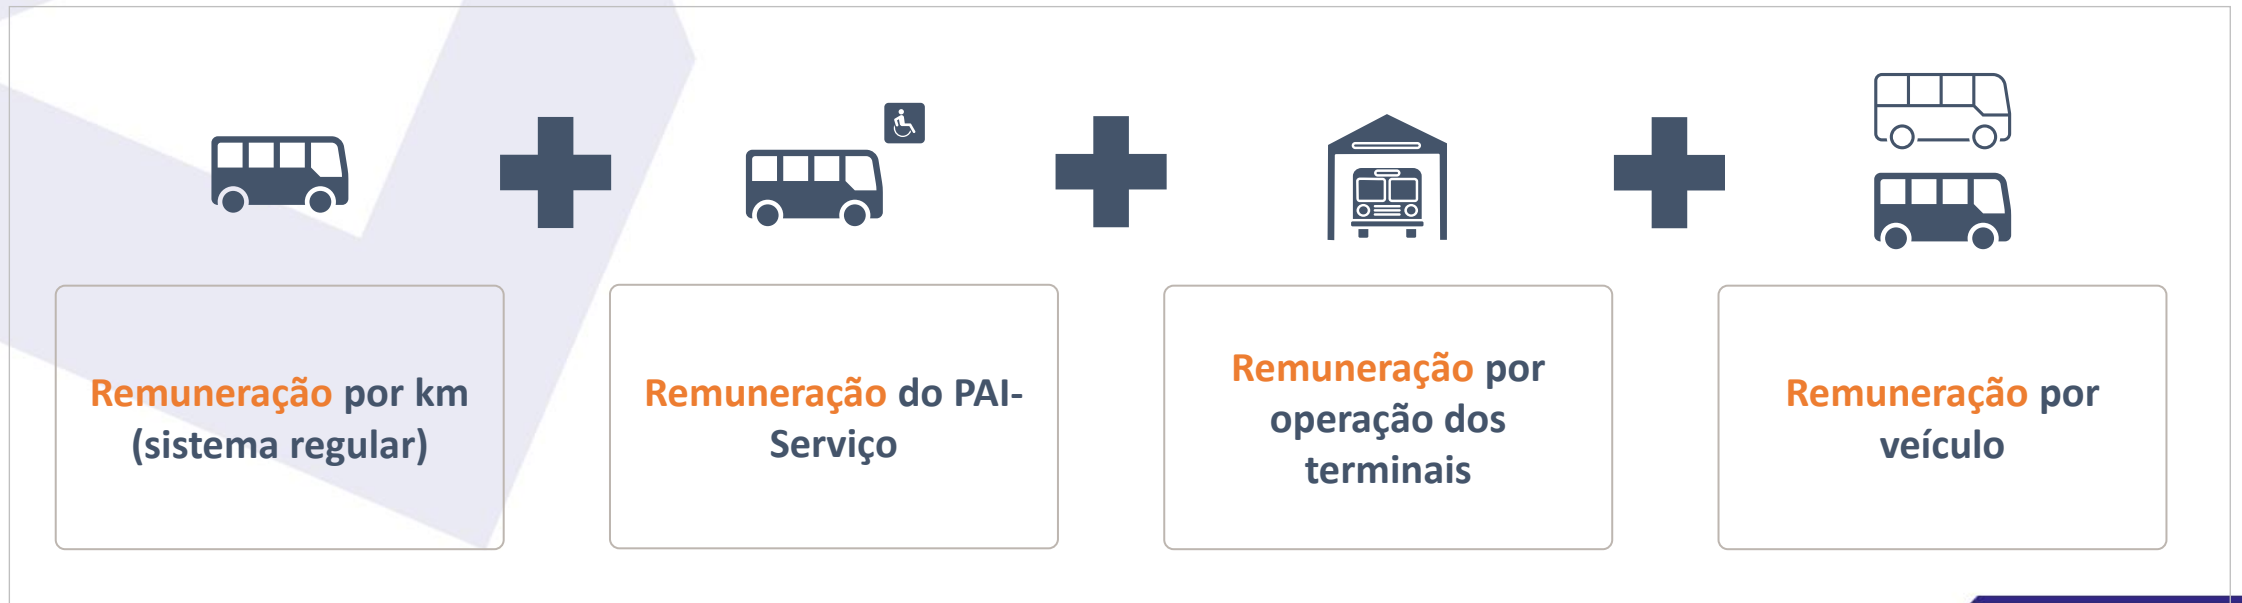 Remuneração por km
(sistema regular)
Remuneração do PAI-
Serviço
Remuneração por
operação dos
terminais
Remuneração por
veículo